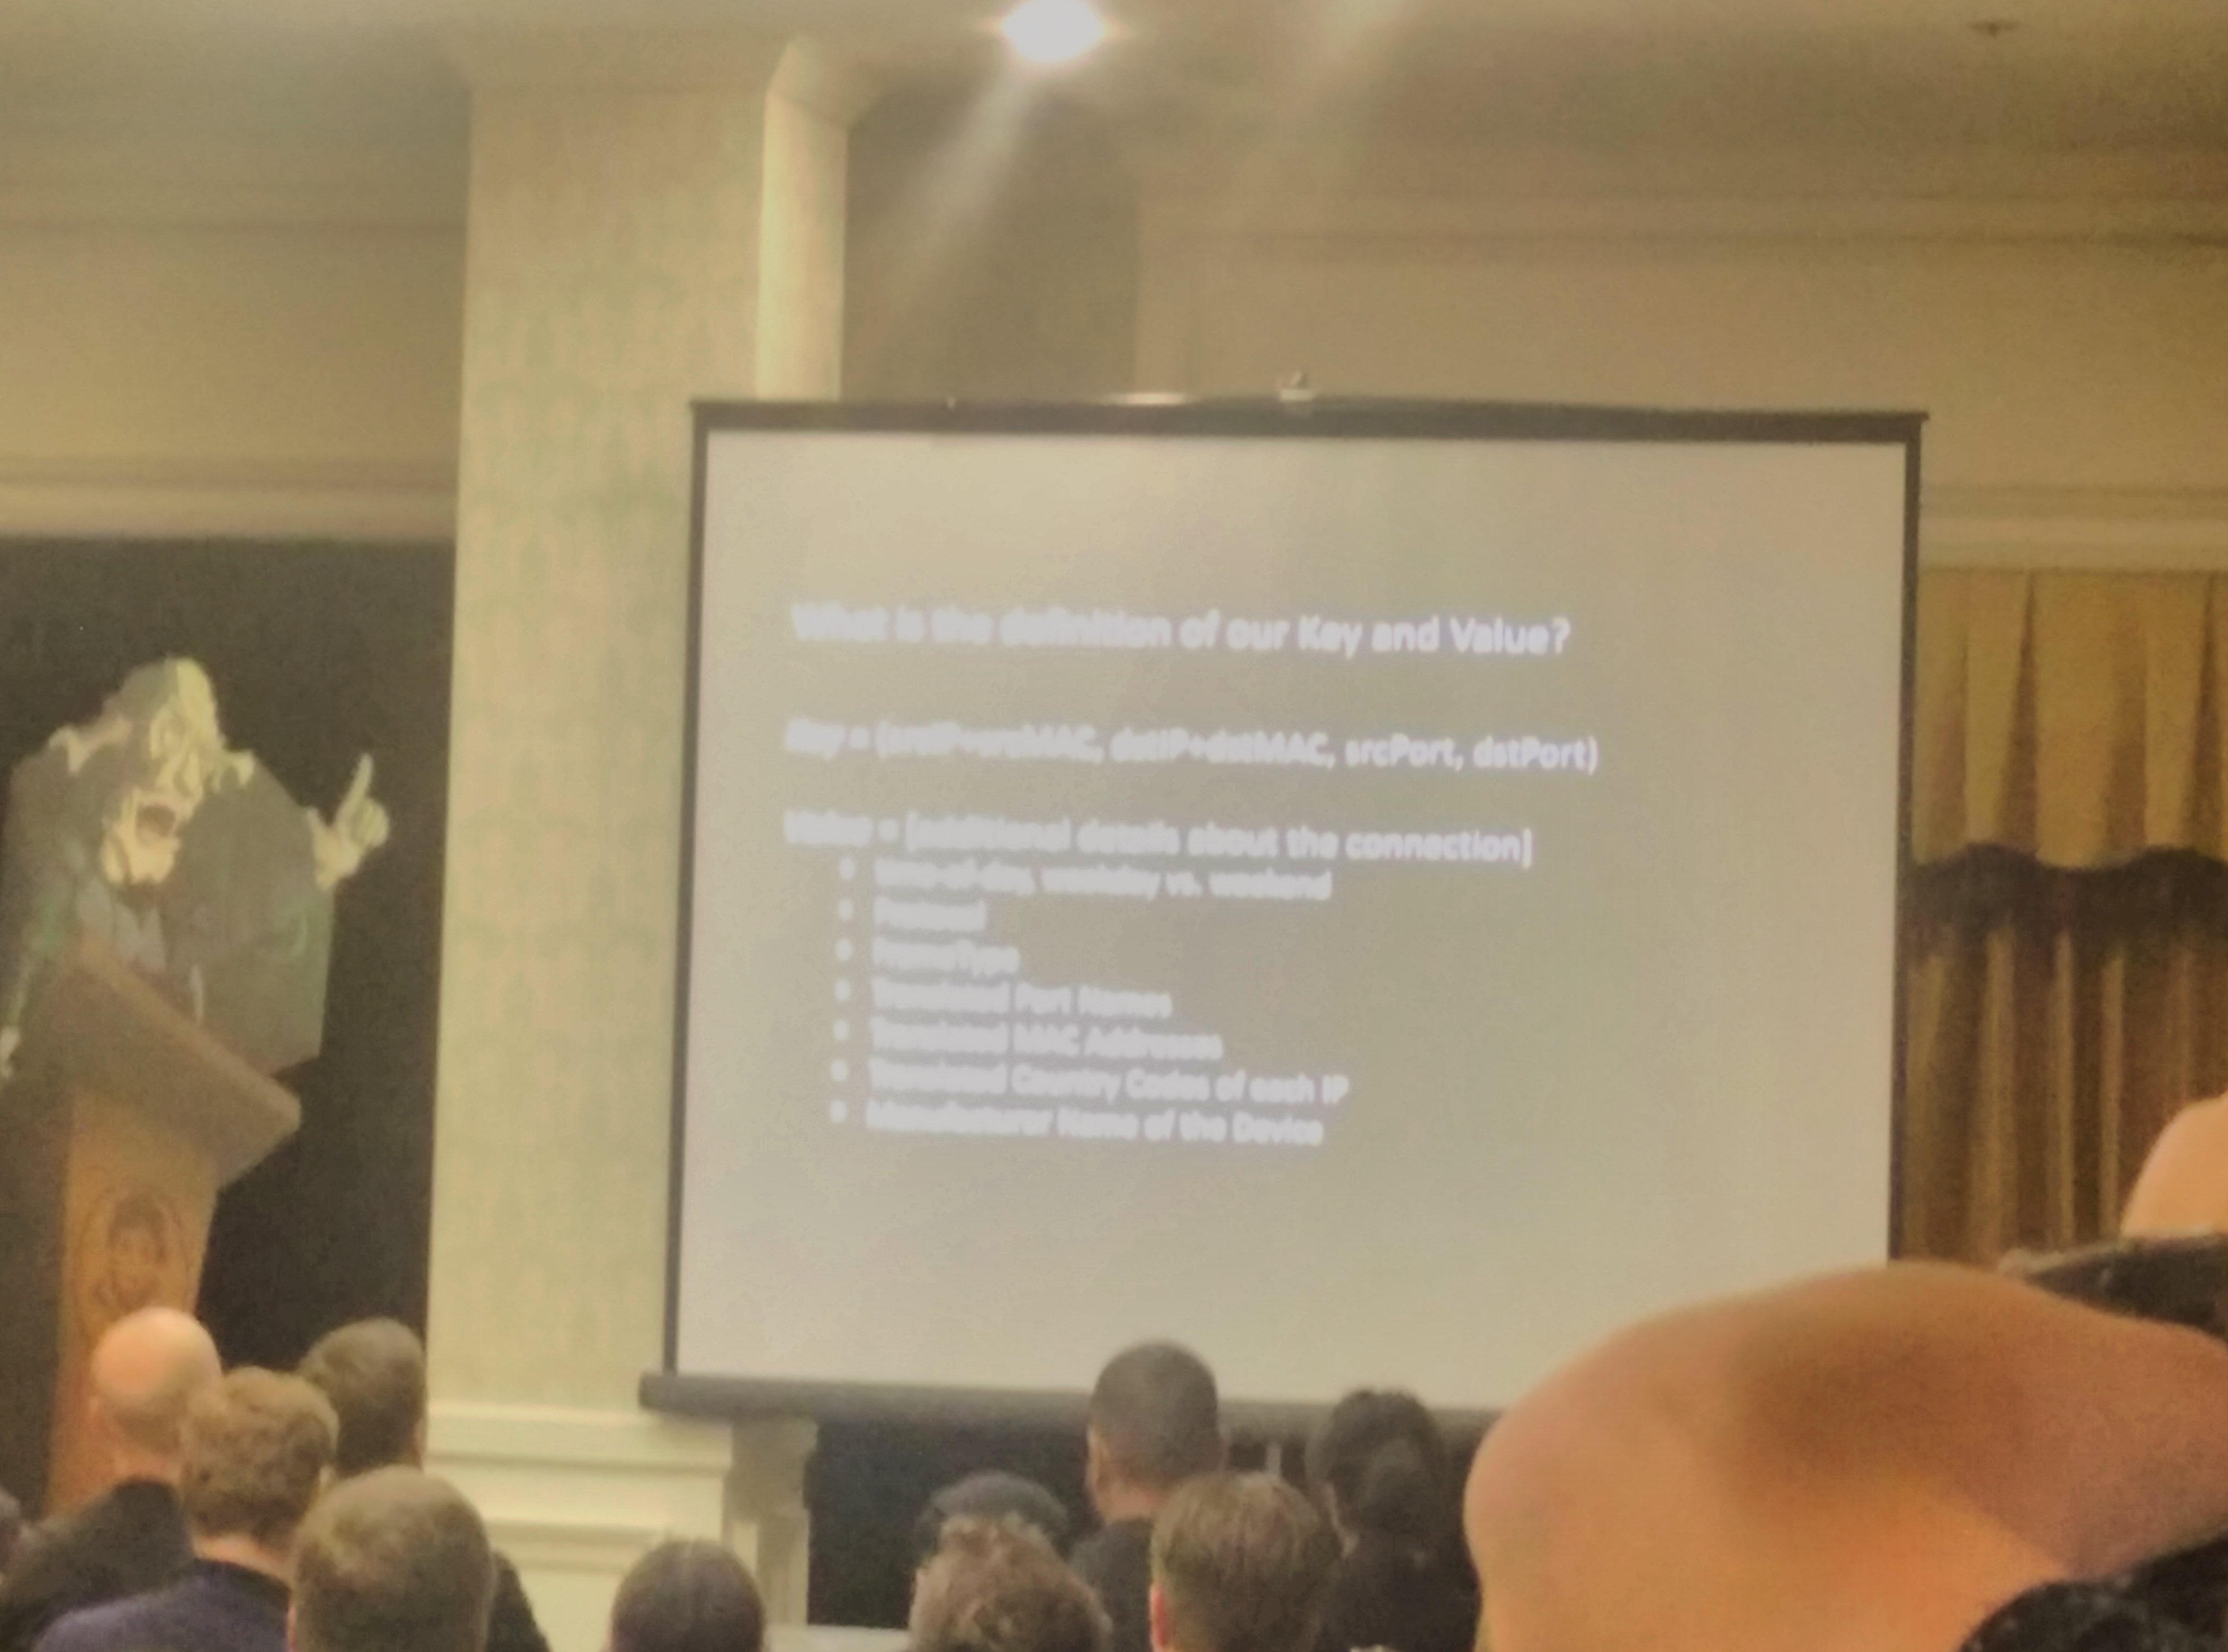 What is the definition of our Key and Value?
Key = (srcIP+srcMAC, dstIP+dstMAC, srcPort, dstPort)
Value = [additional details about the connection]
• time-of-day, weekday vs. weekend
• Protocol
• FrameType
• Translated Port Names
• Translated MAC Addresses
• Translated Country Codes of each IP
• Manufacturer Name of the Device